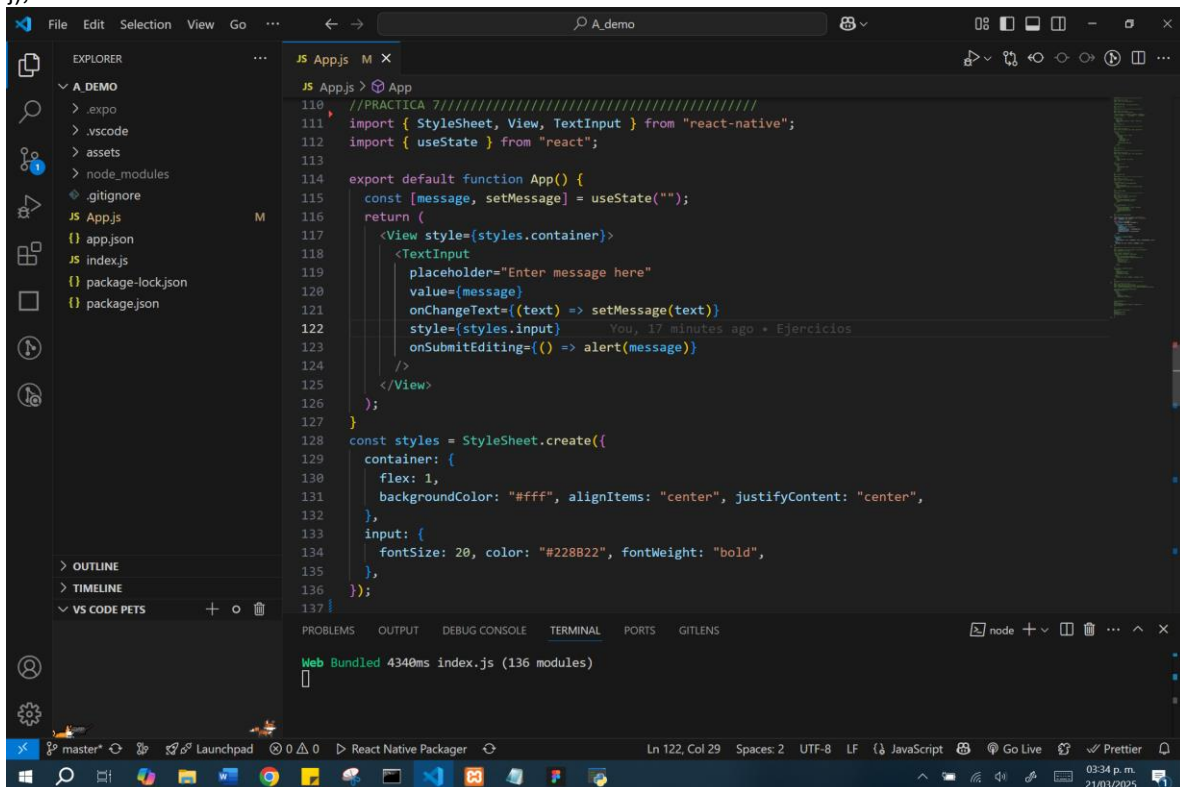 });
File Edit Selection View Go ... A_demo
EXPLORER ...
A_DEMO
.expo
.vscode
assets
node_modules
.gitignore
JS App.js M
{} app.json
JS index.js
{} package-lock.json
{} package.json
OUTLINE
TIMELINE
VS CODE PETS
1
JS App.js M
JS App.js > App
110 //PRACTICA 7//////////////////////////////////////////
111 import { StyleSheet, View, TextInput } from "react-native";
112 import { useState } from "react";
113
114 export default function App() {
115 const [message, setMessage] = useState("");
116 return (
117 <View style={styles.container}>
118 <TextInput
119 placeholder="Enter message here"
120 value={message}
121 onChangeText={(text) => setMessage(text)}
122 style={styles.input} You, 17 minutes ago • Ejercicios
123 onSubmitEditing={() => alert(message)}
124 />
125 </View>
126 );
127 }
128 const styles = StyleSheet.create({
129 container: {
130 flex: 1,
131 backgroundColor: "#fff", alignItems: "center", justifyContent: "center",
132 },
133 input: {
134 fontSize: 20, color: "#228B22", fontWeight: "bold",
135 },
136 });
137
PROBLEMS OUTPUT DEBUG CONSOLE TERMINAL PORTS GITLENS node
Web Bundled 4340ms index.js (136 modules)
master* Launchpad 0 0 React Native Packager Ln 122, Col 29 Spaces: 2 UTF-8 LF {} JavaScript Go Live Prettier
03:34 p. m.
21/03/2025